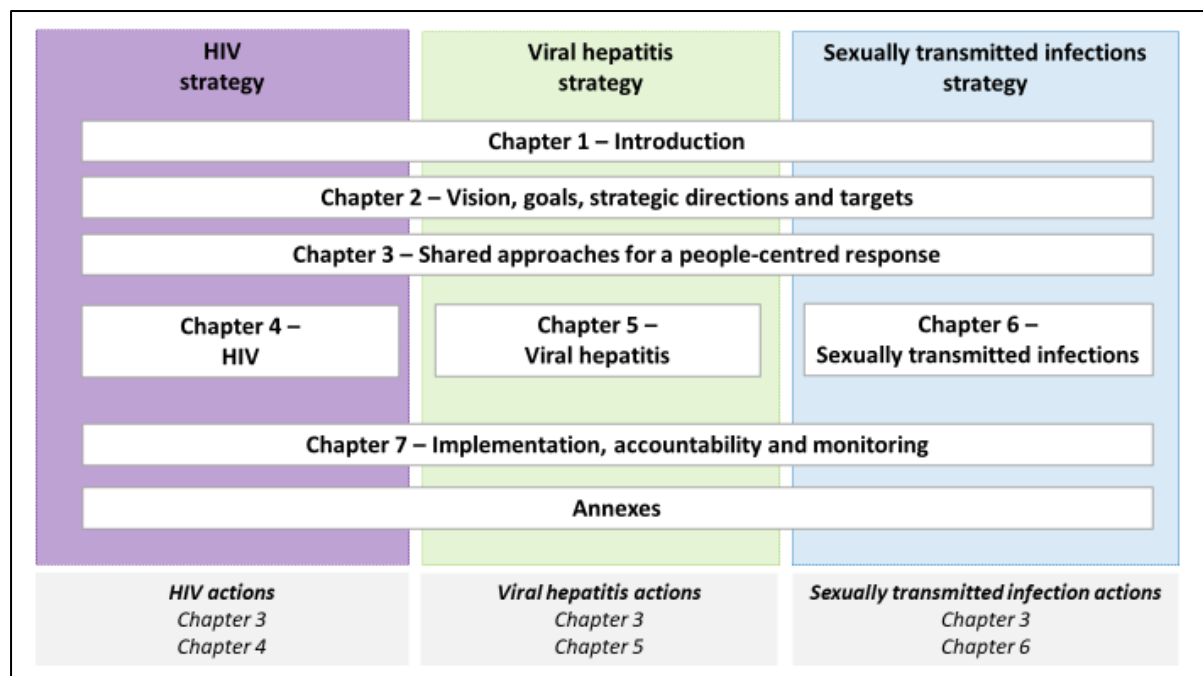 HIV
strategy
Viral hepatitis
strategy
Sexually transmitted infections
strategy
Chapter 1 – Introduction
Chapter 2 – Vision, goals, strategic directions and targets
Chapter 3 – Shared approaches for a people-centred response
Chapter 4 –
HIV
Chapter 5 –
Viral hepatitis
Chapter 6 –
Sexually transmitted infections
Chapter 7 – Implementation, accountability and monitoring
Annexes
HIV actions
Chapter 3
Chapter 4
Viral hepatitis actions
Chapter 3
Chapter 5
Sexually transmitted infection actions
Chapter 3
Chapter 6